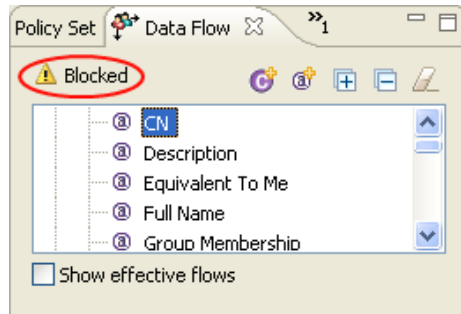 Policy Set Data Flow »1
Blocked
CN
Description
Equivalent To Me
Full Name
Group Membership
Show effective flows